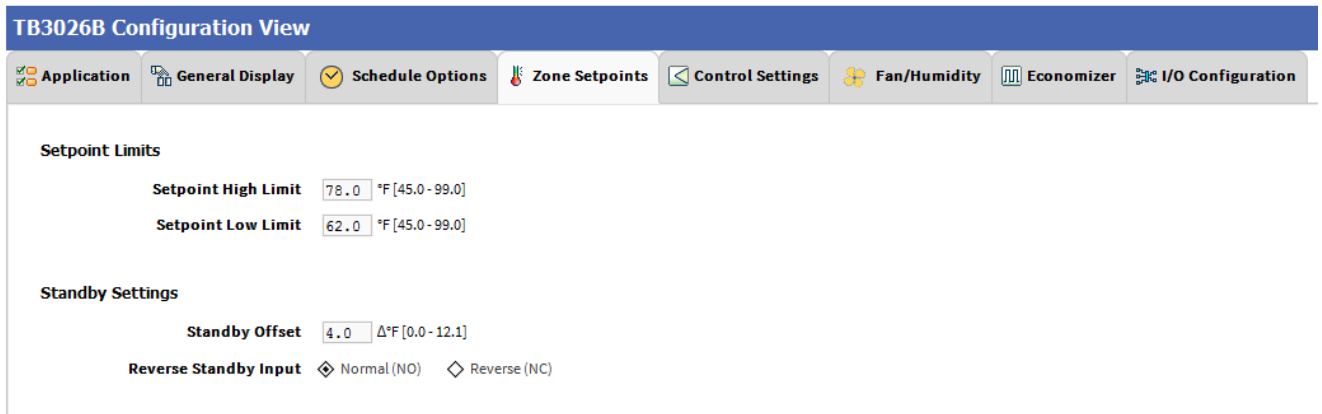 TB3026B Configuration View
Application General Display Schedule Options Zone Setpoints Control Settings Fan/Humidity Economizer I/O Configuration
Setpoint Limits
Setpoint High Limit 78.0 °F [45.0 - 99.0]
Setpoint Low Limit 62.0 °F [45.0 - 99.0]
Standby Settings
Standby Offset 4.0 Δ°F [0.0 - 12.1]
Reverse Standby Input Normal (NO) Reverse (NC)